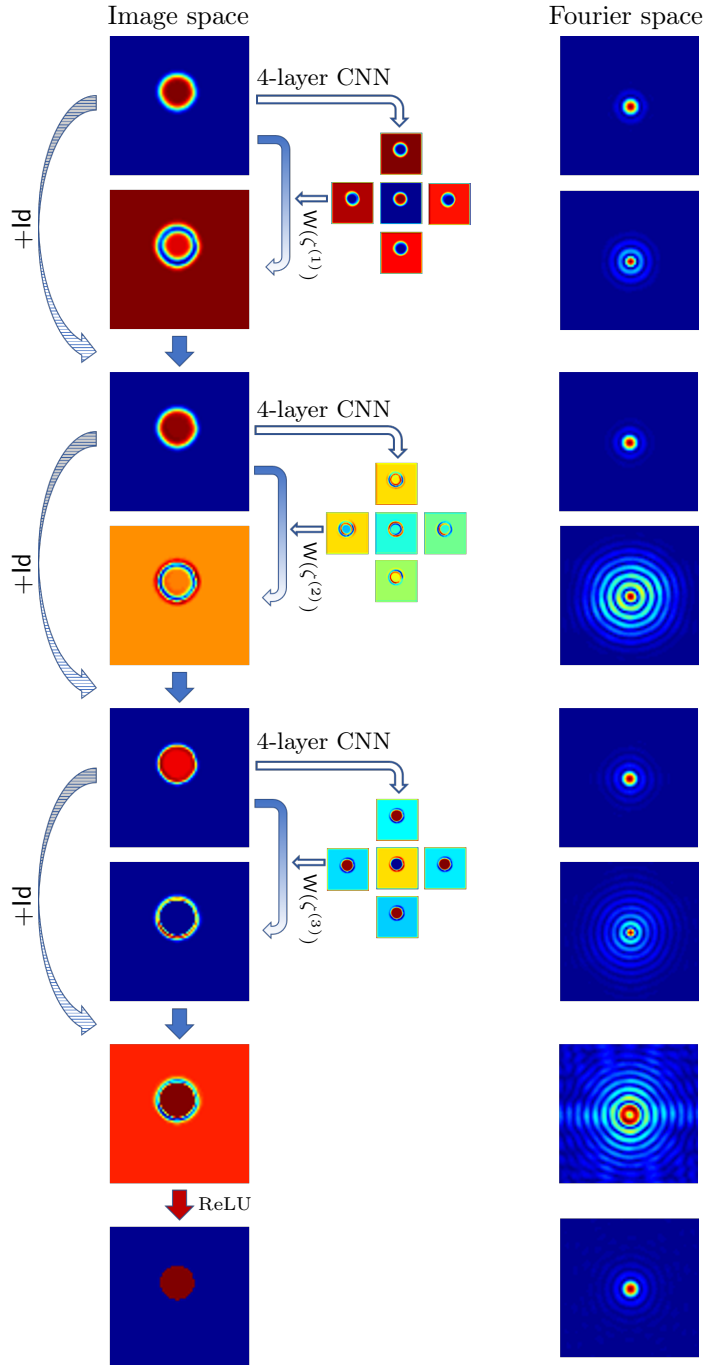 Image space
Fourier space
4-layer CNN
+Id
W(ζ⁽¹⁾)
4-layer CNN
+Id
W(ζ⁽²⁾)
4-layer CNN
+Id
W(ζ⁽³⁾)
ReLU